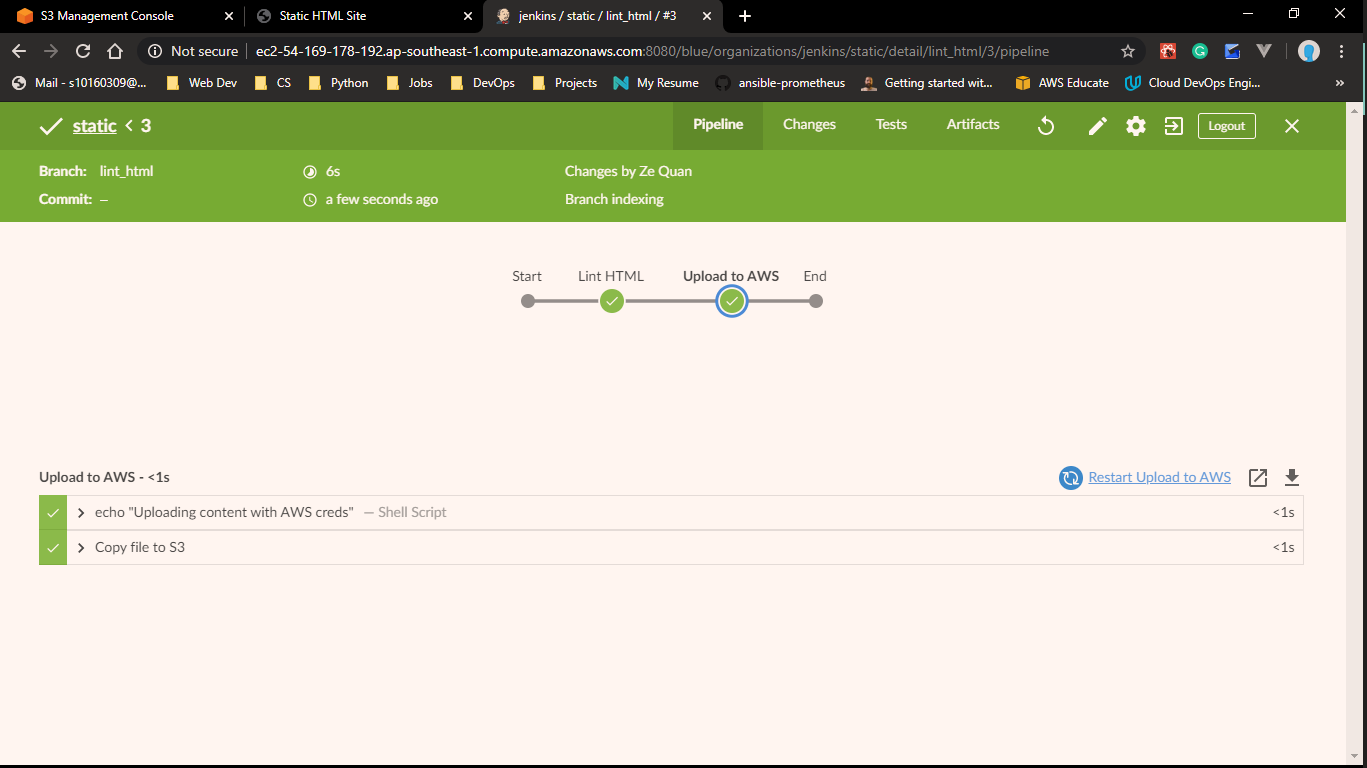 S3 Management Console
Static HTML Site
jenkins / static / lint_html / #3
Not secure
ec2-54-169-178-192.ap-southeast-1.compute.amazonaws.com:8080/blue/organizations/jenkins/static/detail/lint_html/3/pipeline
Mail - s10160309@... Web Dev CS Python Jobs DevOps Projects My Resume ansible-prometheus Getting started wit... AWS Educate Cloud DevOps Engi... »
static < 3 Pipeline Changes Tests Artifacts Logout
Branch: lint_html 6s Changes by Ze Quan
Commit: – a few seconds ago Branch indexing
Start Lint HTML Upload to AWS End
Upload to AWS - <1s Restart Upload to AWS
echo "Uploading content with AWS creds" — Shell Script <1s
Copy file to S3 <1s